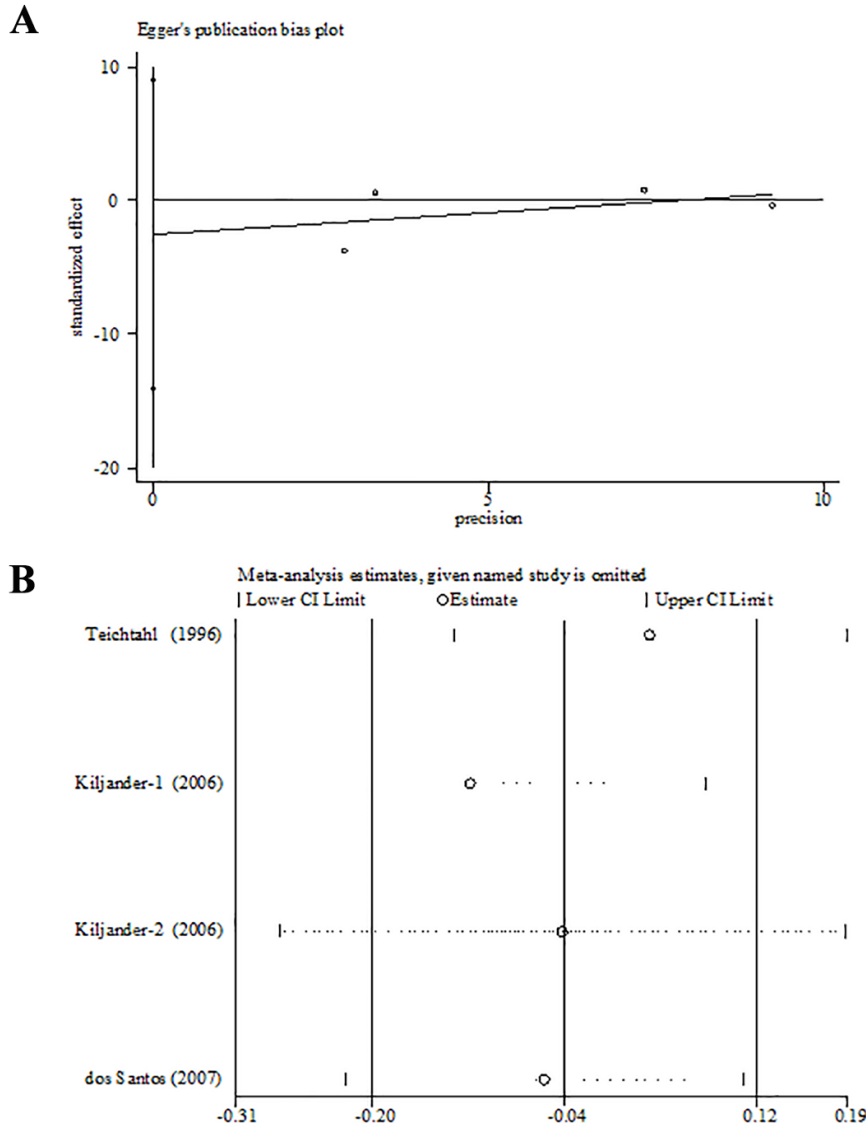 A
Egger's publication bias plot
10
0
-10
-20
standardized effect
0 5 10
precision
B
Meta-analysis estimates, given named study is omitted
Lower CI Limit Estimate Upper CI Limit
Teichtahl (1996)
Kiljander-1 (2006)
Kiljander-2 (2006)
dos Santos (2007)
-0.31 -0.20 -0.04 0.12 0.19